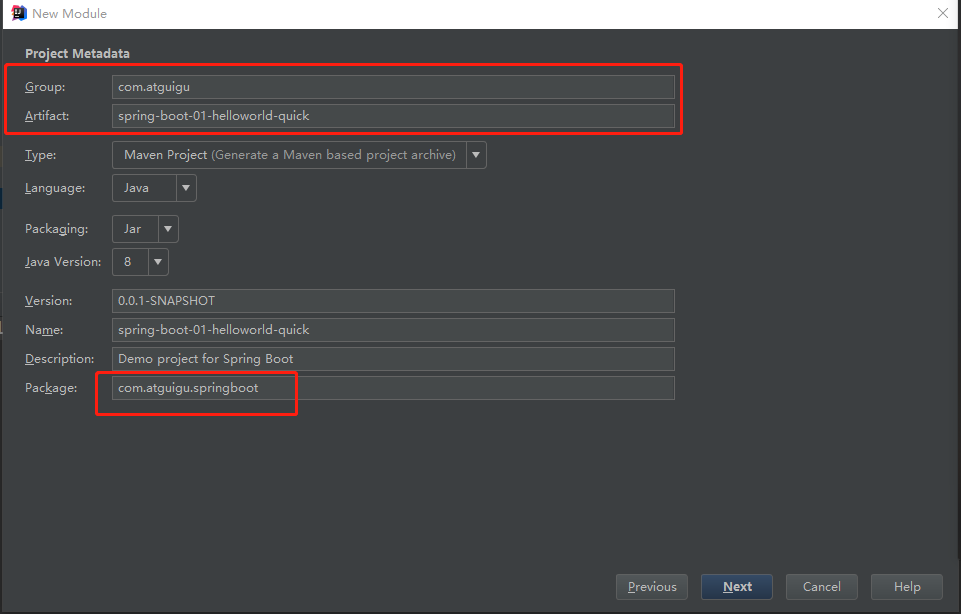 New Module
Project Metadata
Group: com.atguigu
Artifact: spring-boot-01-helloworld-quick
Type: Maven Project (Generate a Maven based project archive)
Language: Java
Packaging: Jar
Java Version: 8
Version: 0.0.1-SNAPSHOT
Name: spring-boot-01-helloworld-quick
Description: Demo project for Spring Boot
Package: com.atguigu.springboot
Previous Next Cancel Help